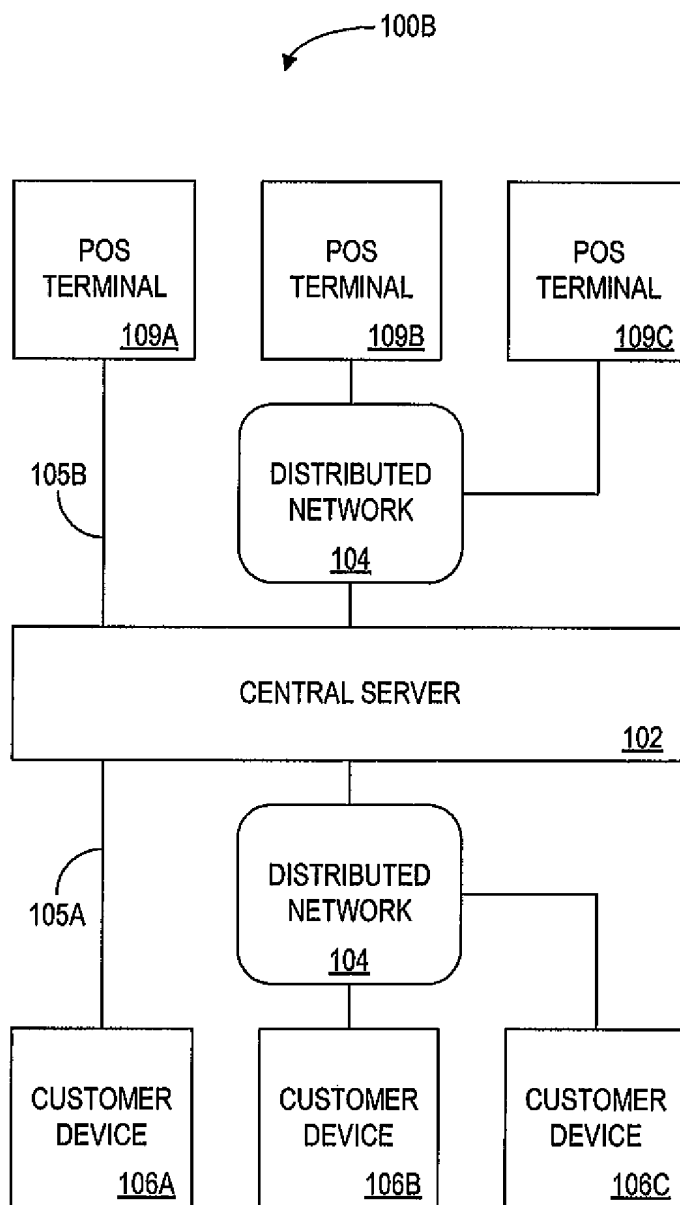 100B
POS
TERMINAL
109A
POS
TERMINAL
109B
POS
TERMINAL
109C
105B
DISTRIBUTED
NETWORK
104
CENTRAL SERVER
102
105A
DISTRIBUTED
NETWORK
104
CUSTOMER
DEVICE
106A
CUSTOMER
DEVICE
106B
CUSTOMER
DEVICE
106C